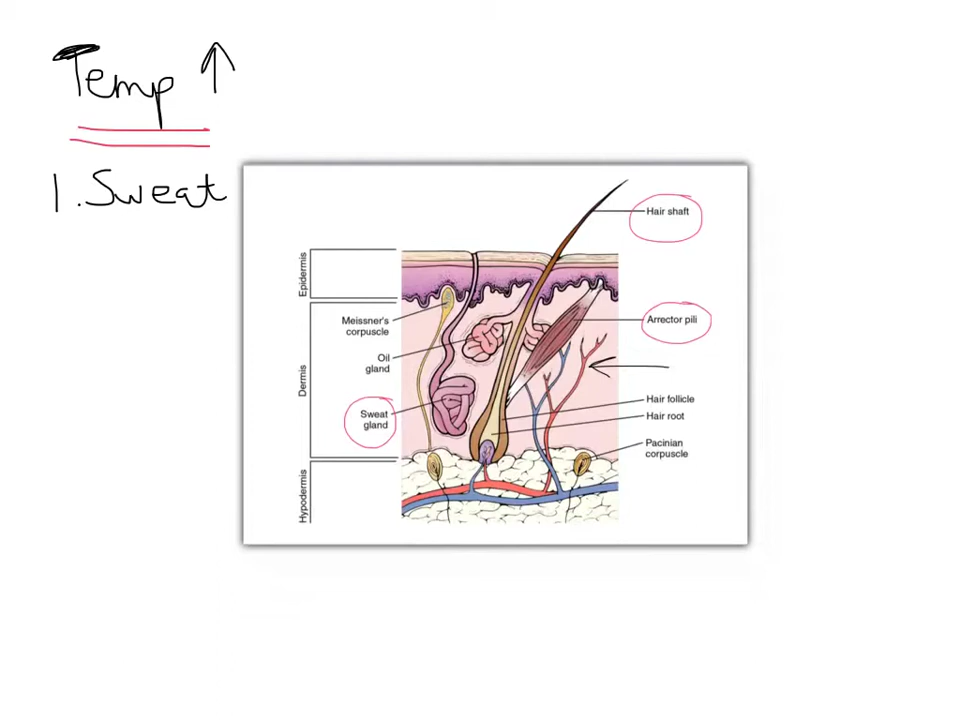 Temp ↑
1. Sweat
Hair shaft
Epidermis
Meissner's
corpuscle
Arrector pili
Oil
gland
Dermis
Hair follicle
Sweat
gland
Hair root
Pacinian
corpuscle
Hypodermis